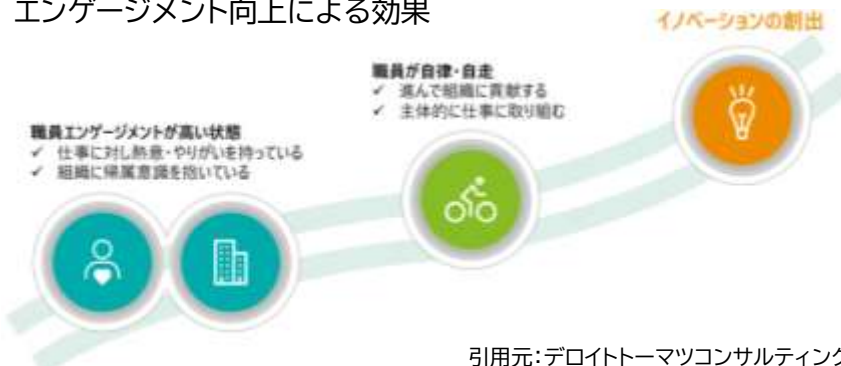 エンゲージメント向上による効果
イノベーションの創出
職員が自律・自走
✓ 進んで組織に貢献する
✓ 主体的に仕事に取り組む
職員エンゲージメントが高い状態
✓ 仕事に対し熱意・やりがいを持っている
✓ 組織に帰属意識を抱いている
引用元:デロイトトーマツコンサルティング